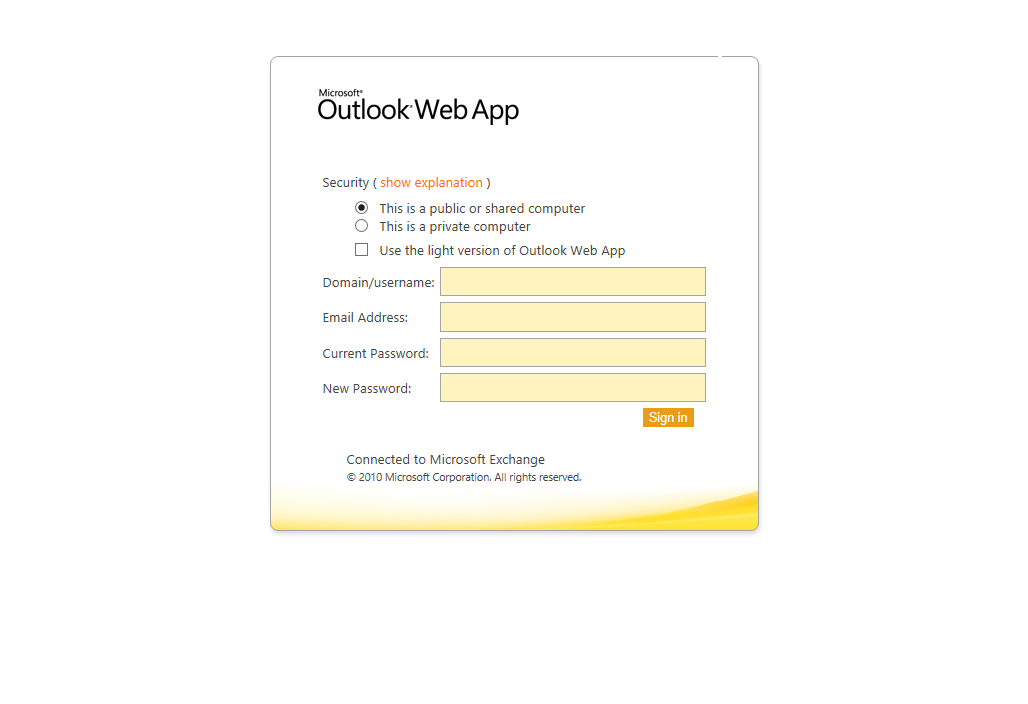 Microsoft®
Outlook® Web App
Security ( show explanation )
This is a public or shared computer
This is a private computer
Use the light version of Outlook Web App
Domain/username:
Email Address:
Current Password:
New Password:
Sign in
Connected to Microsoft Exchange
© 2010 Microsoft Corporation. All rights reserved.